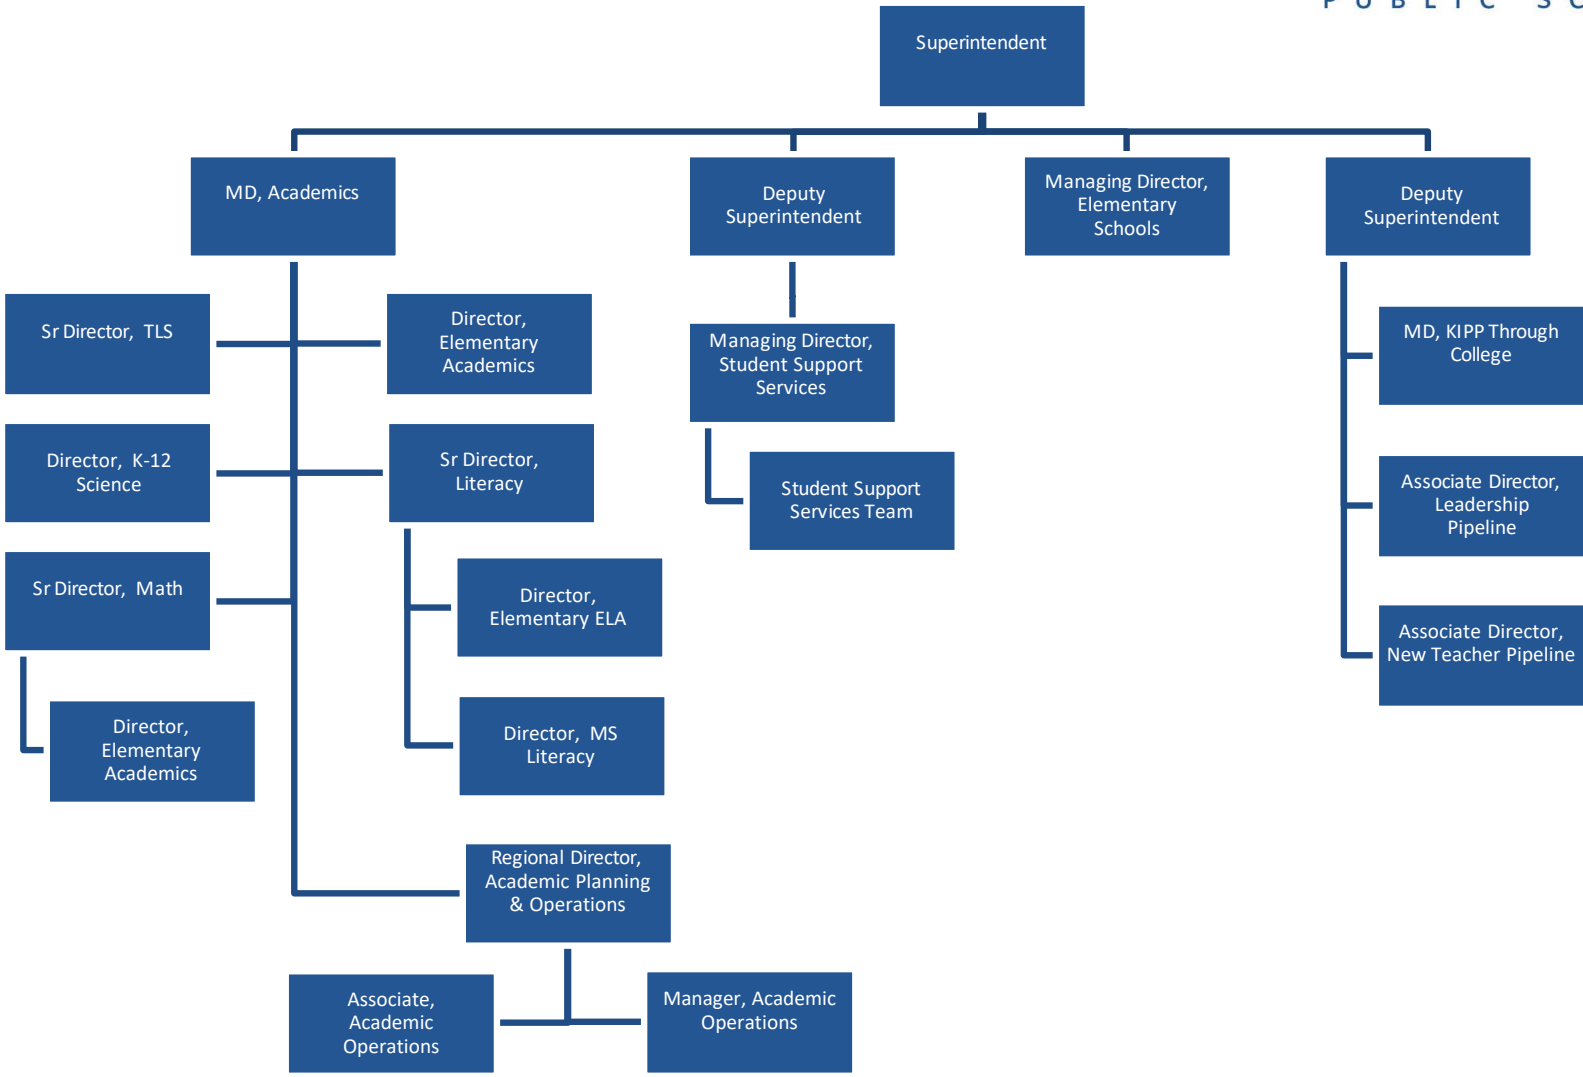 PUBLIC
Superintendent
MD, Academics
Deputy
Superintendent
Managing Director,
Elementary
Schools
Deputy
Superintendent
Sr Director, TLS
Director,
Elementary
Academics
Managing Director,
Student Support
Services
MD, KIPP Through
College
Director, K-12
Science
Sr Director,
Literacy
Student Support
Services Team
Associate Director,
Leadership
Pipeline
Sr Director, Math
Director,
Elementary ELA
Associate Director,
New Teacher Pipeline
Director,
Elementary
Academics
Director, MS
Literacy
Regional Director,
Academic Planning
& Operations
Associate,
Academic
Operations
Manager, Academic
Operations